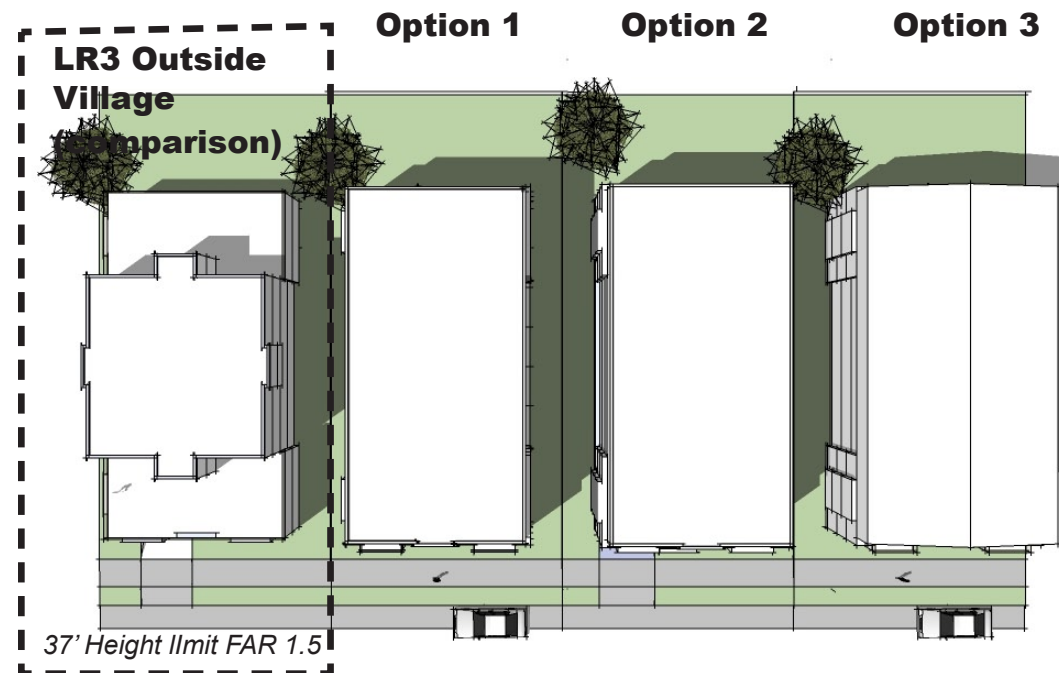 Option 1
Option 2
Option 3
LR3 Outside
Village
(comparison)
37' Height lImit FAR 1.5